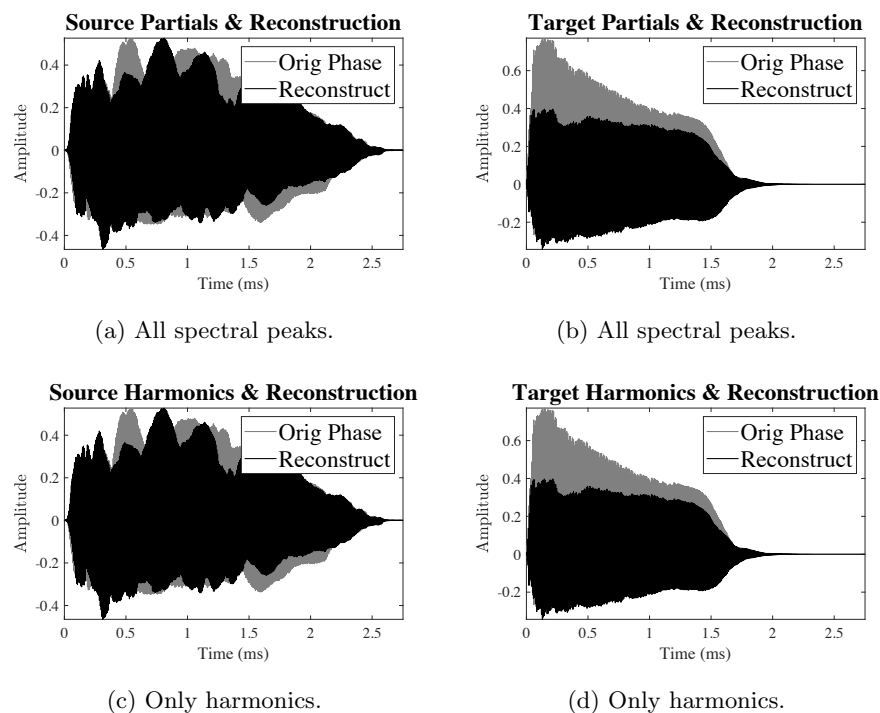 Source Partials & Reconstruction
Orig Phase
Reconstruct
0.4
0.2
0
-0.2
-0.4
Amplitude
0 0.5 1 1.5 2 2.5
Time (ms)
(a) All spectral peaks.
Target Partials & Reconstruction
Orig Phase
Reconstruct
0.6
0.4
0.2
0
-0.2
Amplitude
0 0.5 1 1.5 2 2.5
Time (ms)
(b) All spectral peaks.
Source Harmonics & Reconstruction
Orig Phase
Reconstruct
0.4
0.2
0
-0.2
-0.4
Amplitude
0 0.5 1 1.5 2 2.5
Time (ms)
(c) Only harmonics.
Target Harmonics & Reconstruction
Orig Phase
Reconstruct
0.6
0.4
0.2
0
-0.2
Amplitude
0 0.5 1 1.5 2 2.5
Time (ms)
(d) Only harmonics.